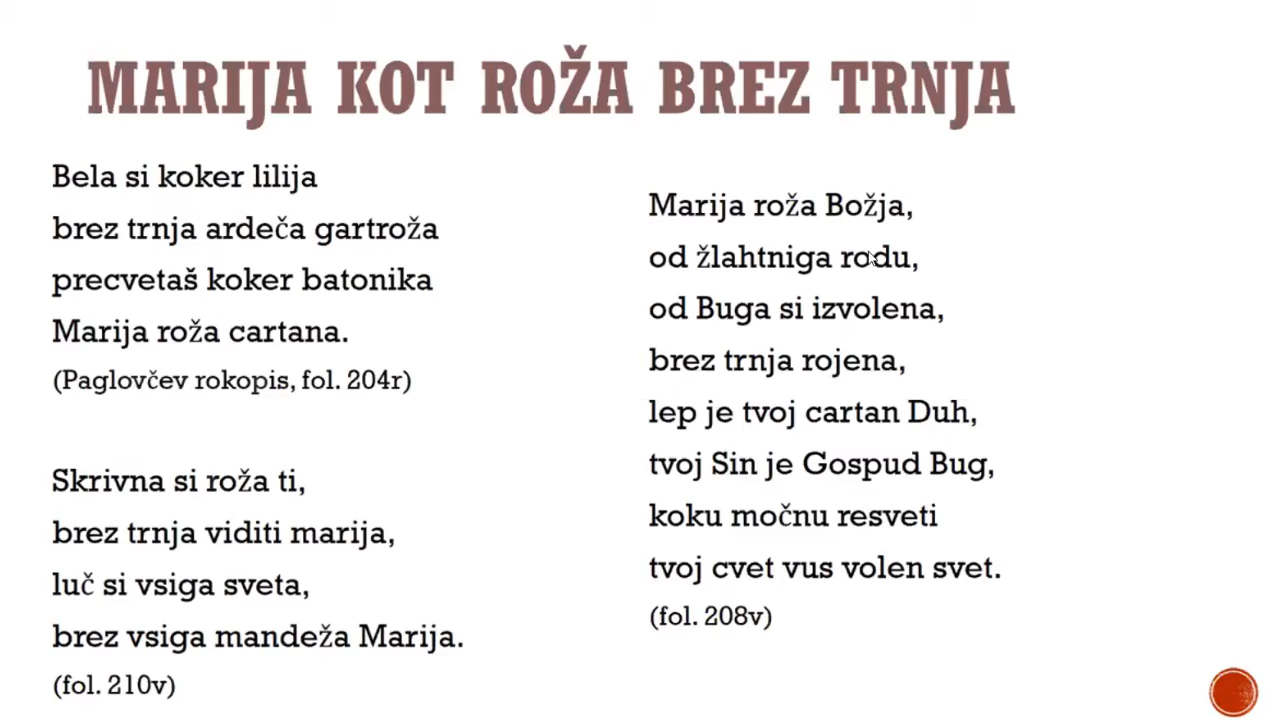 MARIJA KOT ROŽA BREZ TRNJA
Bela si koker lilija
brez trnja ardeča gartroža
precvetaš koker batonika
Marija roža cartana.
(Paglovčev rokopis, fol. 204r)
Skrivna si roža ti,
brez trnja viditi marija,
luč si vsiga sveta,
brez vsiga mandeža Marija.
(fol. 210v)
Marija roža Božja,
od žlahtniga rodu,
od Buga si izvolena,
brez trnja rojena,
lep je tvoj cartan Duh,
tvoj Sin je Gospud Bug,
koku močnu resveti
tvoj cvet vus volen svet.
(fol. 208v)